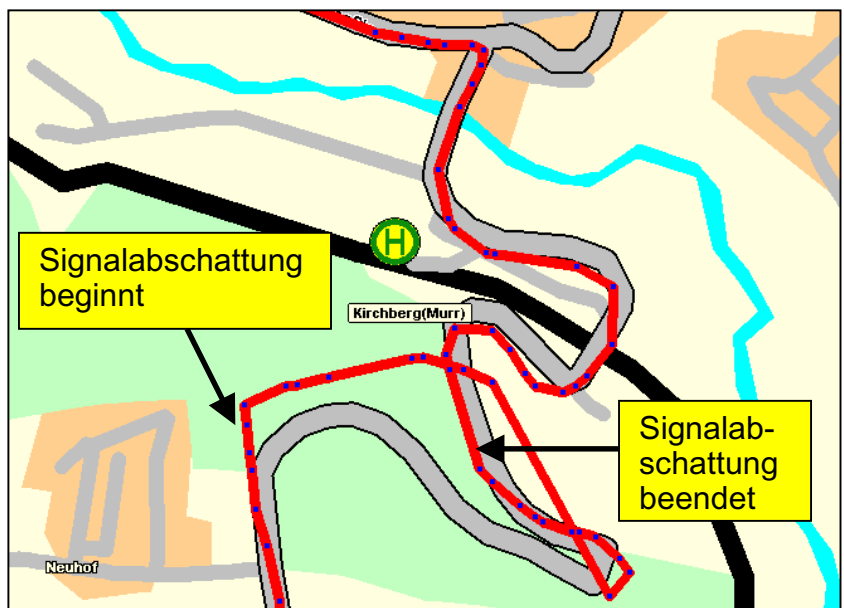 H
Signalabschattung
beginnt
Kirchberg(Murr)
Signalab-
schattung
beendet
Neuhof